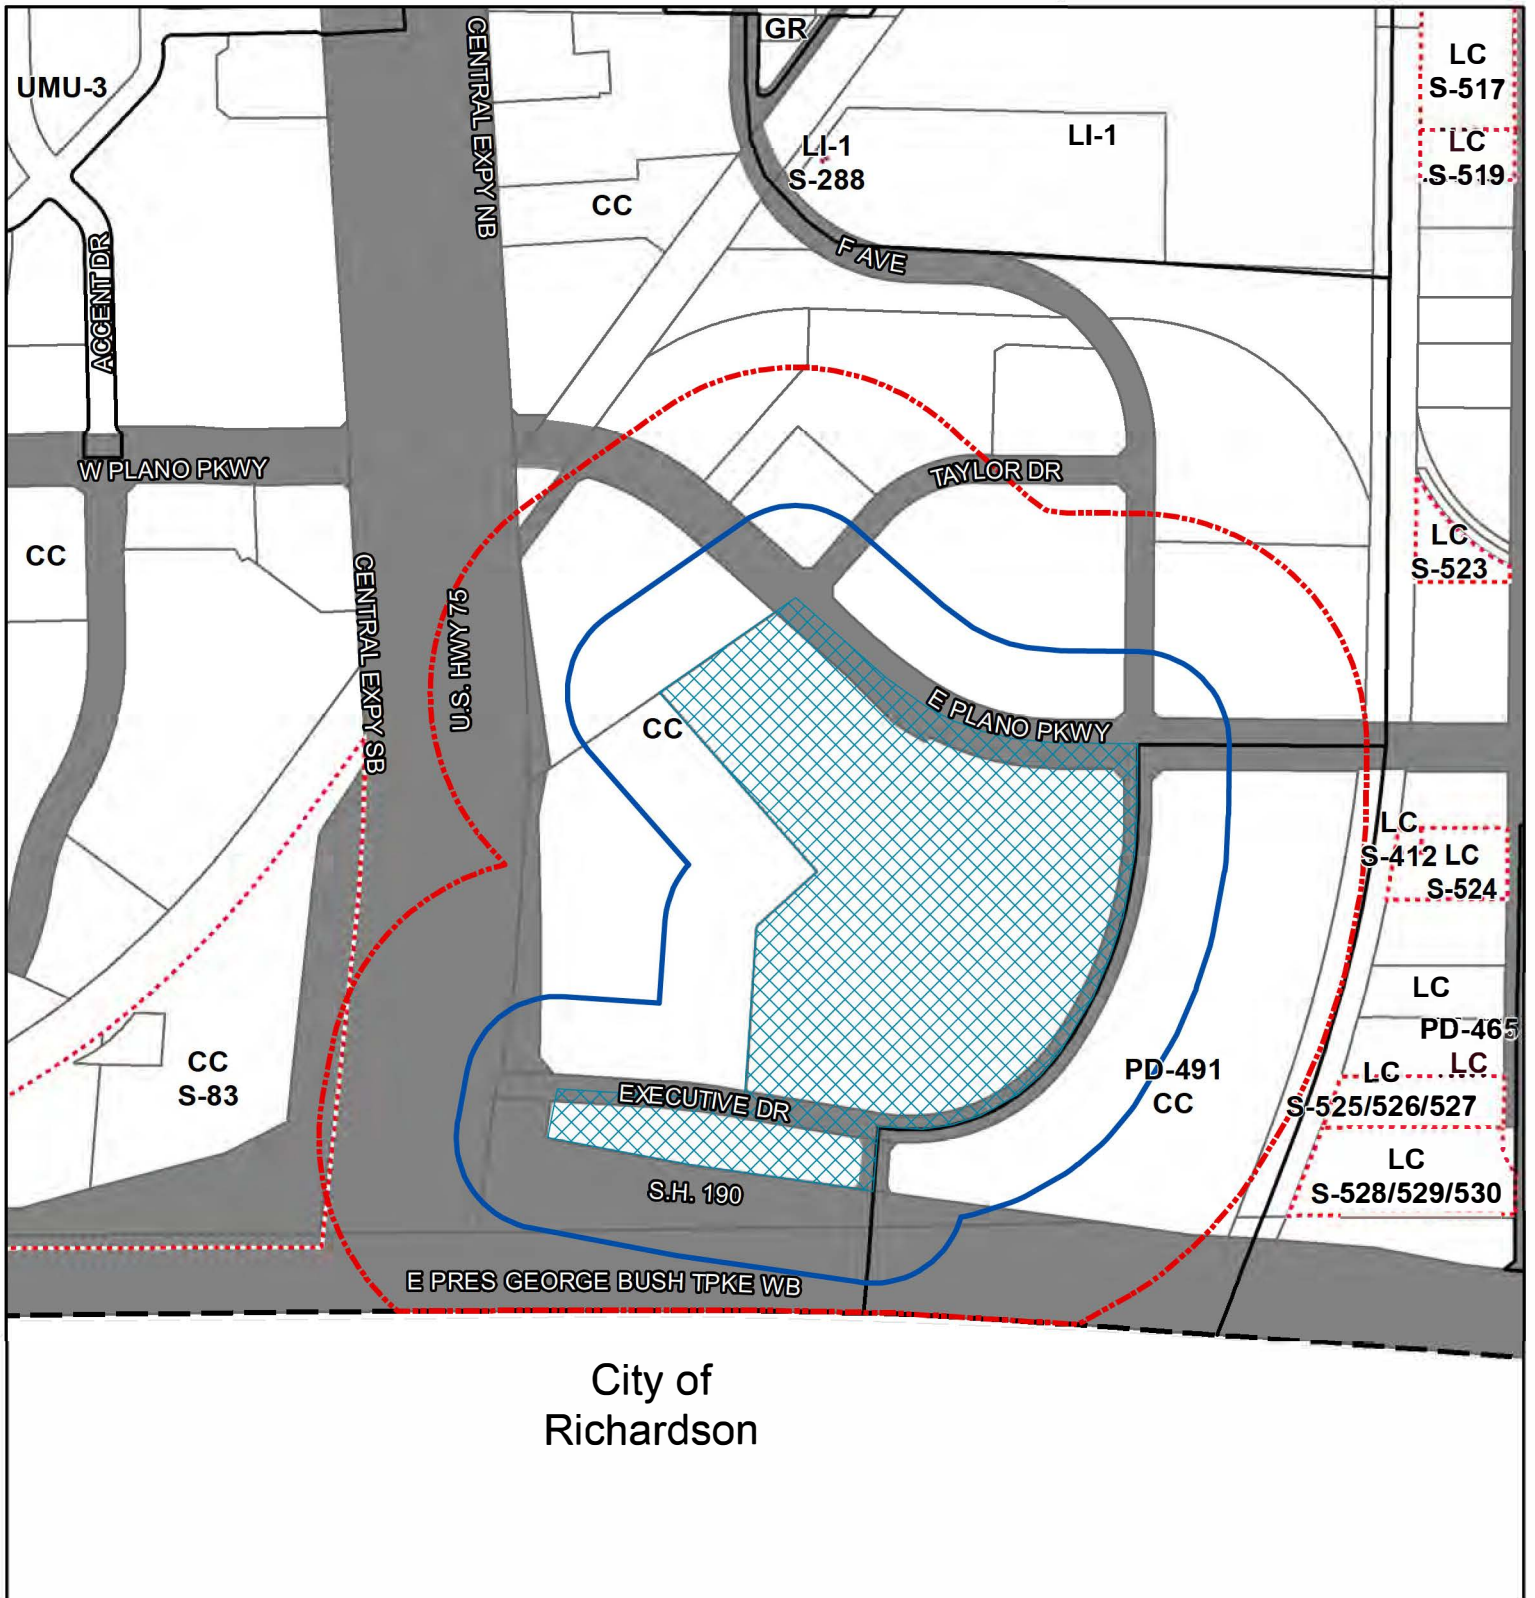 GR
UMU-3
CENTRAL EXPY NB
LC
S-517
LI-1
LI-1
S-288
LC
S-519
CC
F AVE
ACCENT DR
W PLANO PKWY
TAYLOR DR
CC
LC
S-523
CENTRAL EXPY SB
U.S. HWY 75
CC
E PLANO PKWY
LC
S-412
LC
S-524
LC
PD-465
LC
CC
S-83
PD-491
CC
LC
S-525/526/527
EXECUTIVE DR
LC
S-528/529/530
S.H. 190
E PRES GEORGE BUSH TPKE WB
City of
Richardson